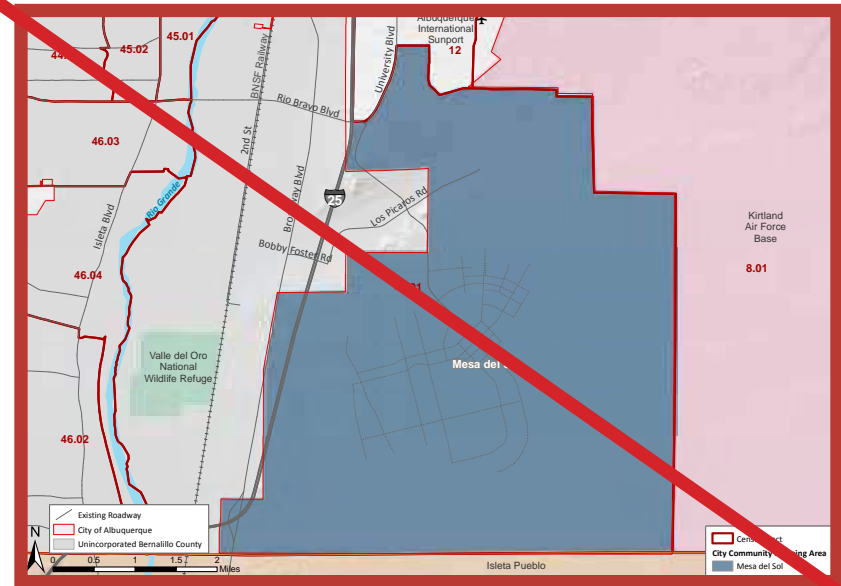 Albuquerque
International
Sunport
12
45.01
45.02
44.
BNSF Railway
University Blvd
Rio Bravo Blvd
46.03
2nd St.
25
Los Picaros Rd
Rio Grande
Isleta Blvd
Bobby Foster Rd
Kirtland
Air Force
Base
8.01
46.04
Valle del Oro
National
Wildlife Refuge
Mesa del
46.02
Existing Roadway
City of Albuquerque
Unincorporated Bernalillo County
N
0 0.5 1 1.5 2
Miles
Isleta Pueblo
City Community
Area
Mesa del Sol